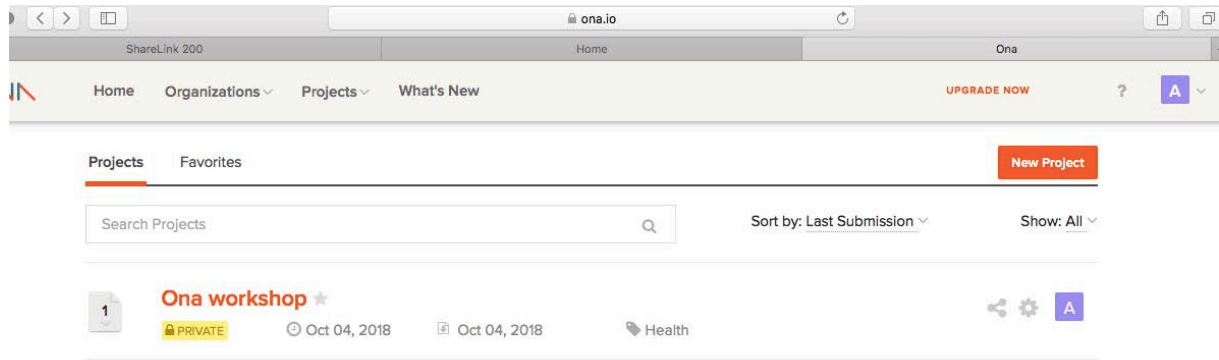 ona.io
ShareLink 200 Home Ona
Home Organizations Projects What's New UPGRADE NOW ? A
Projects Favorites New Project
Search Projects Sort by: Last Submission Show: All
1 Ona workshop A
PRIVATE Oct 04, 2018 Oct 04, 2018 Health